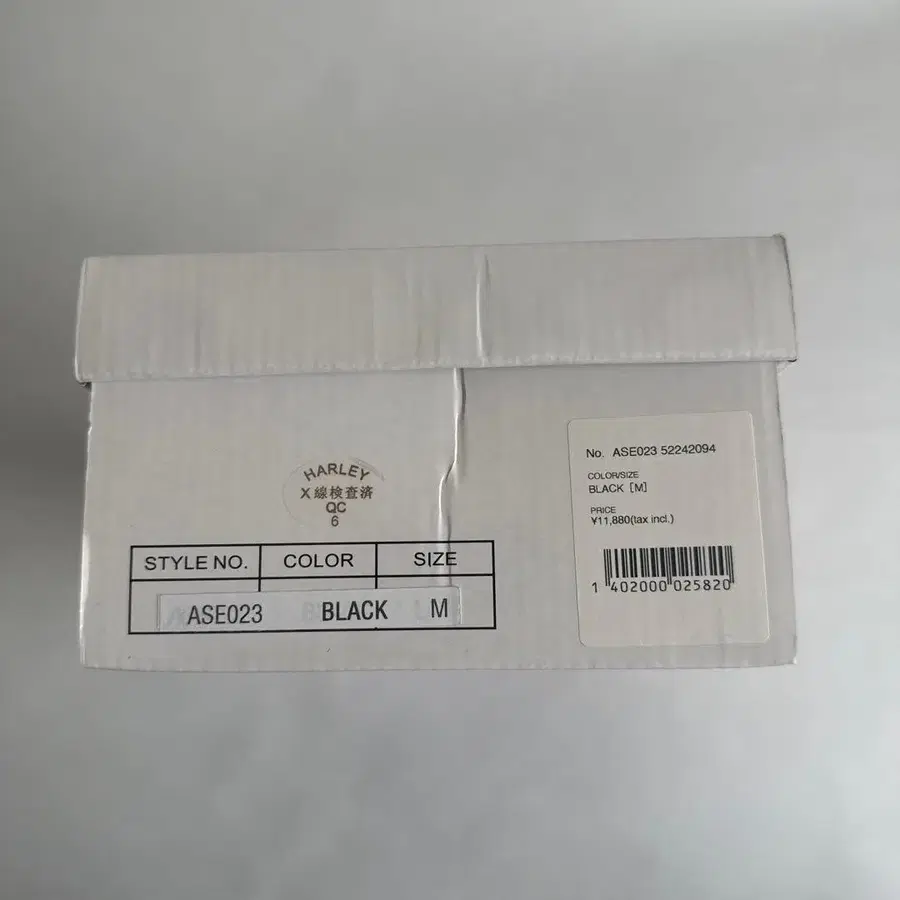 HARLEY
X線検査済
QC
6
STYLE NO. COLOR SIZE
ASE023 BLACK M
No. ASE023 52242094
COLOR/SIZE
BLACK [M]
PRICE
¥11,880(tax incl.)
1 402000 025820